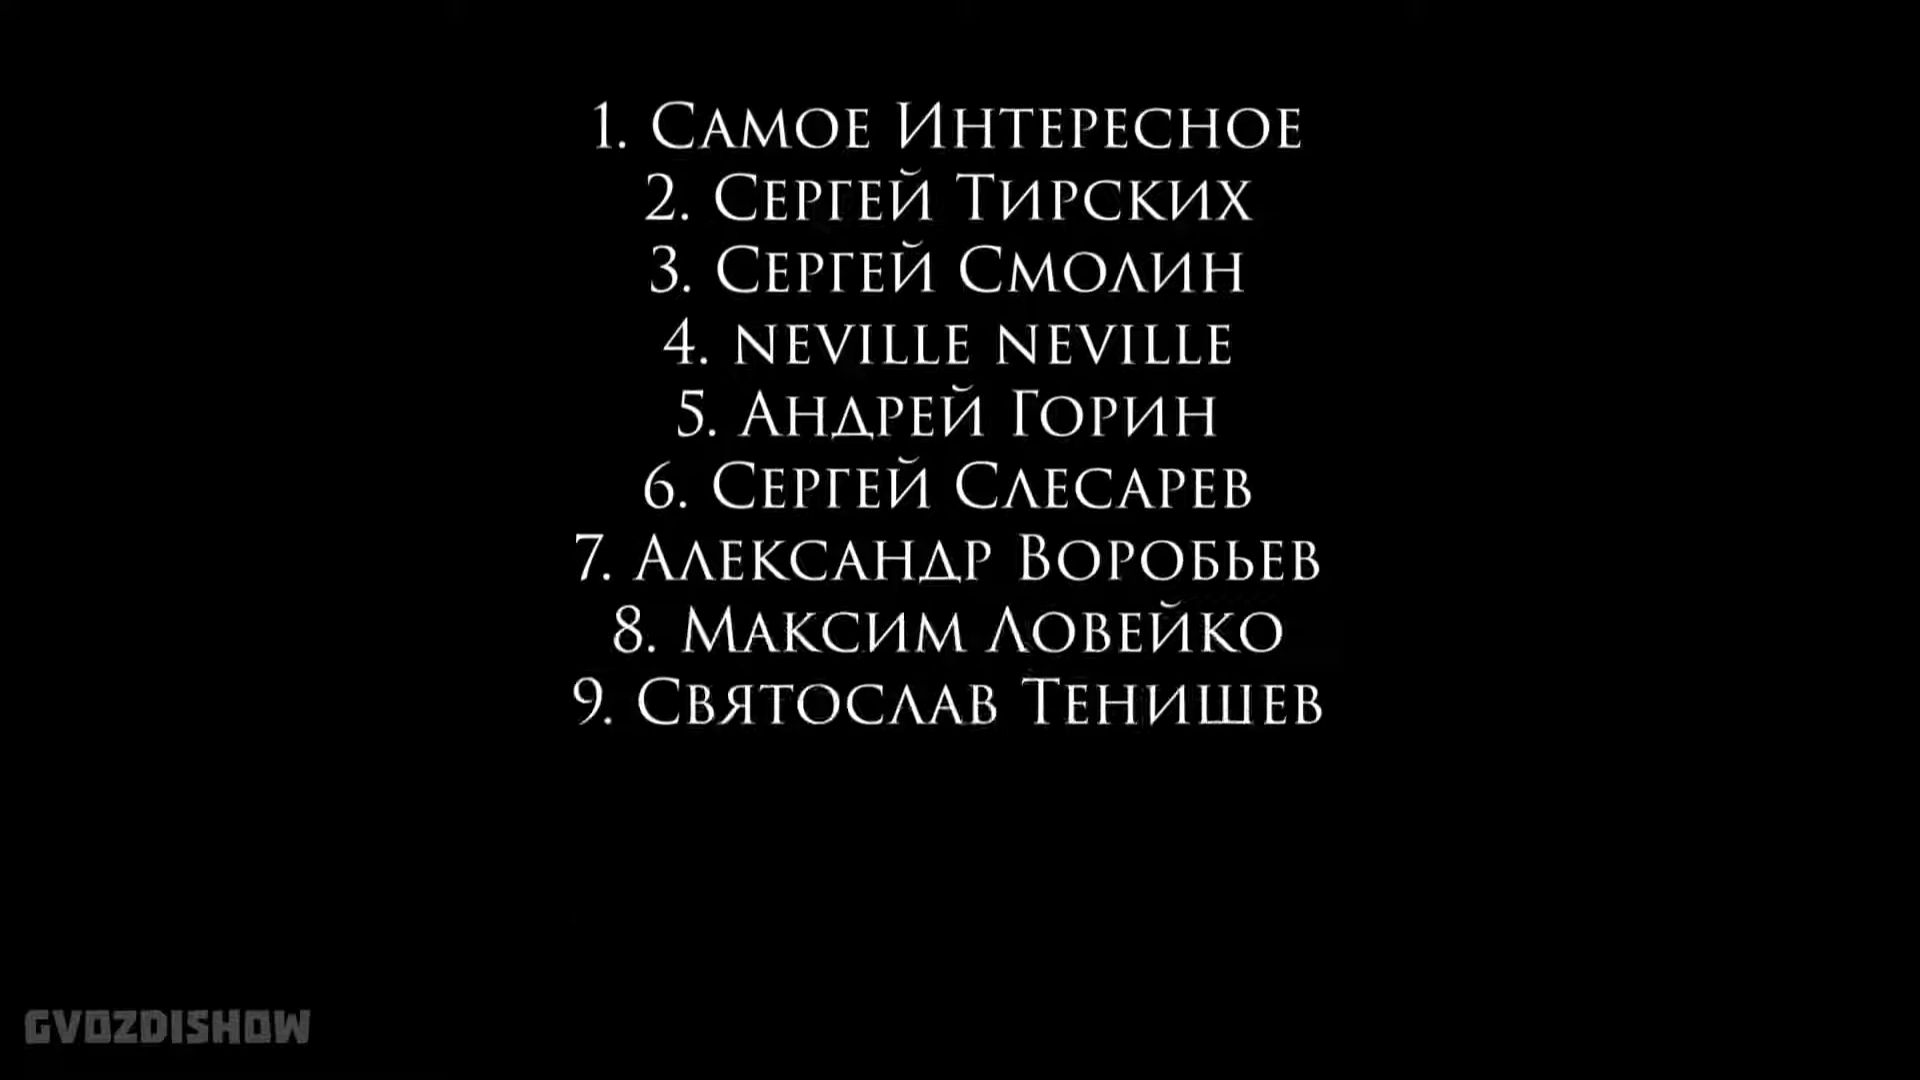 1. Самое Интересное
2. Сергей Тирских
3. Сергей Смолин
4. NEVILLE NEVILLE
5. Андрей Горин
6. Сергей Слесарев
7. Александр Воробьев
8. Максим Ловейко
9. Святослав Тенишев
GVOZDISHOW